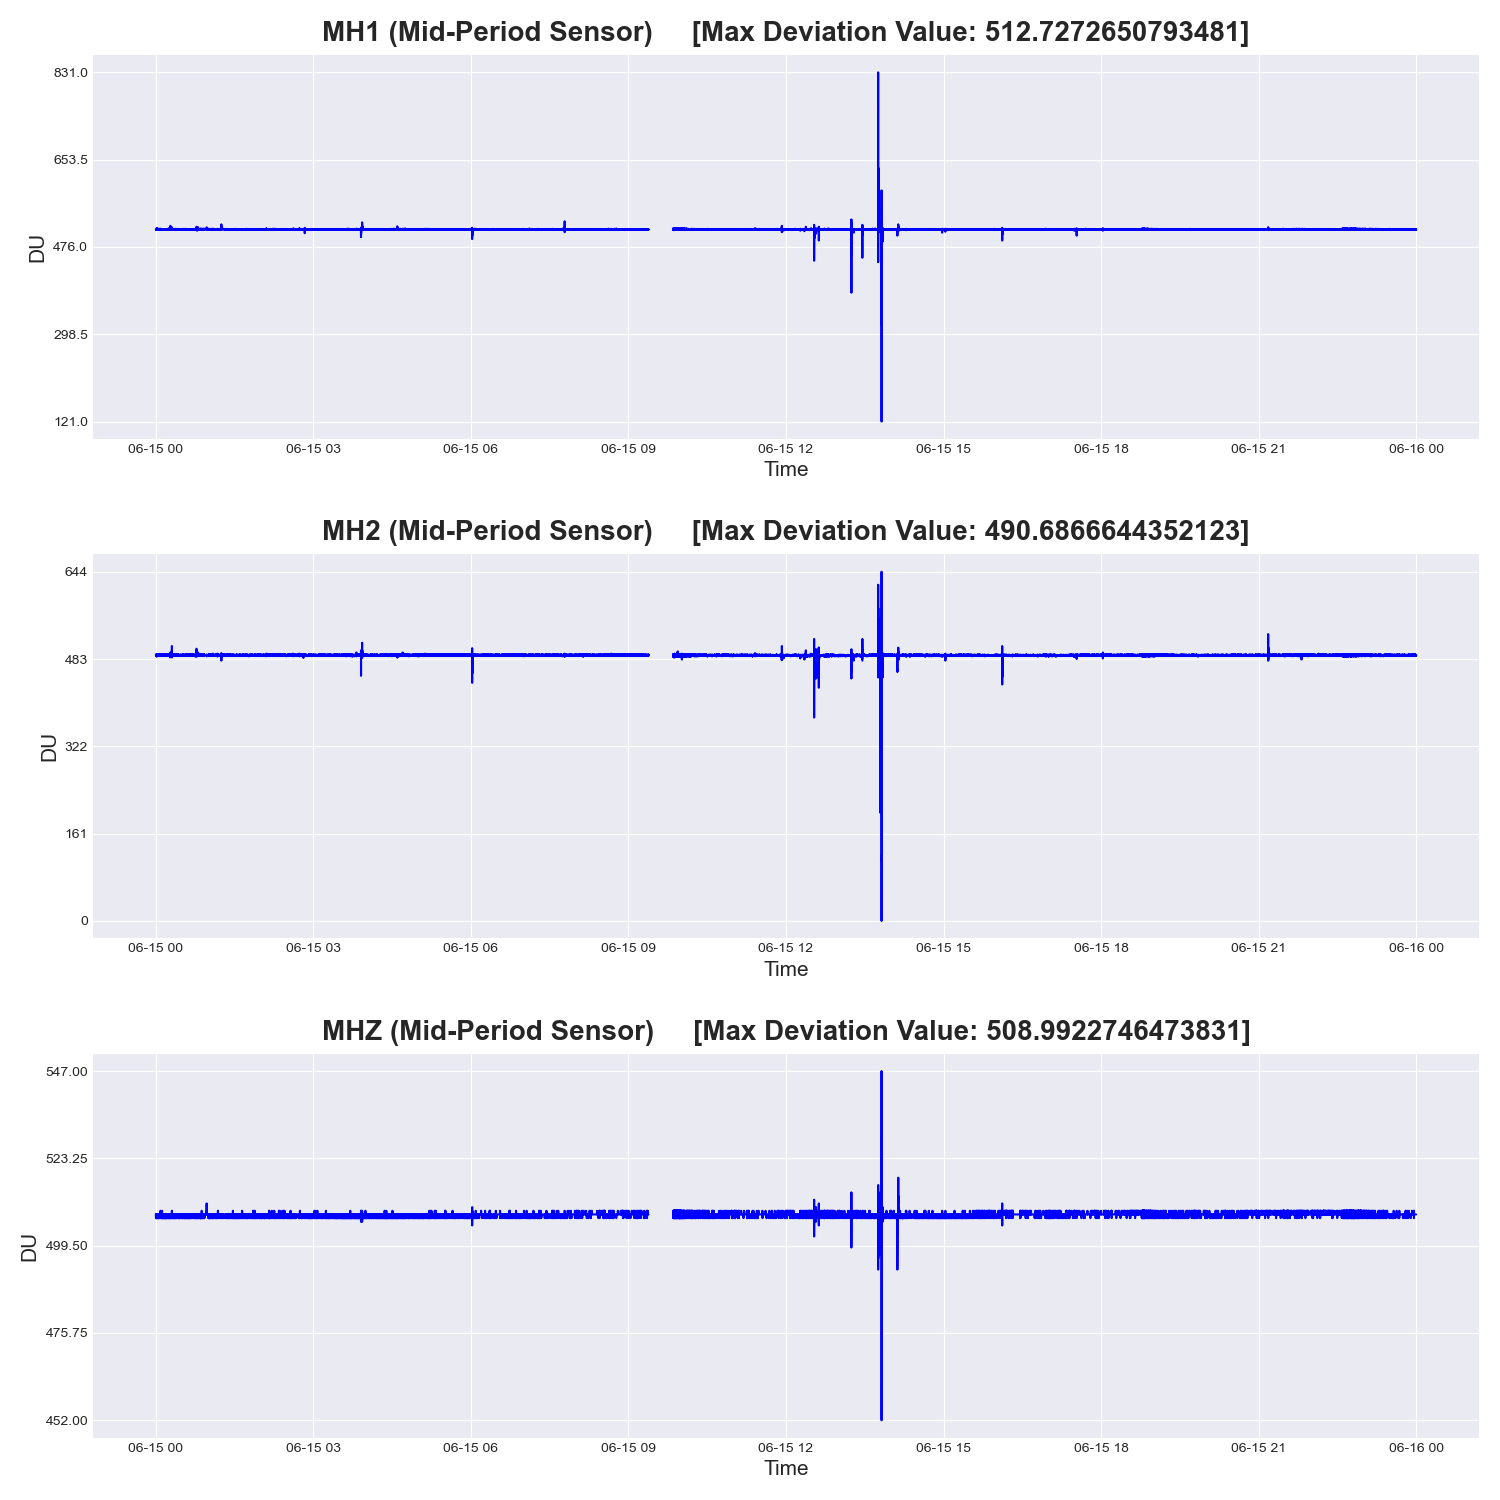 MH1 (Mid-Period Sensor) [Max Deviation Value: 512.7272650793481]
831.0
653.5
476.0
298.5
121.0
DU
06-15 00 06-15 03 06-15 06 06-15 09 06-15 12 06-15 15 06-15 18 06-15 21 06-16 00
Time
MH2 (Mid-Period Sensor) [Max Deviation Value: 490.6866644352123]
644
483
322
161
0
DU
06-15 00 06-15 03 06-15 06 06-15 09 06-15 12 06-15 15 06-15 18 06-15 21 06-16 00
Time
MHZ (Mid-Period Sensor) [Max Deviation Value: 508.9922746473831]
547.00
523.25
499.50
475.75
452.00
DU
06-15 00 06-15 03 06-15 06 06-15 09 06-15 12 06-15 15 06-15 18 06-15 21 06-16 00
Time